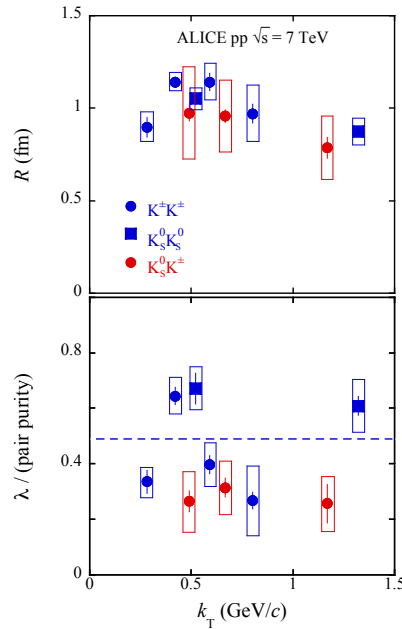 1.5
ALICE pp √s = 7 TeV
1
R (fm)
0.5
K±K±
K⁰SK⁰S
K⁰SK±
0
0.8
λ / (pair purity)
0.4
0
0 0.5 1 1.5
kT (GeV/c)